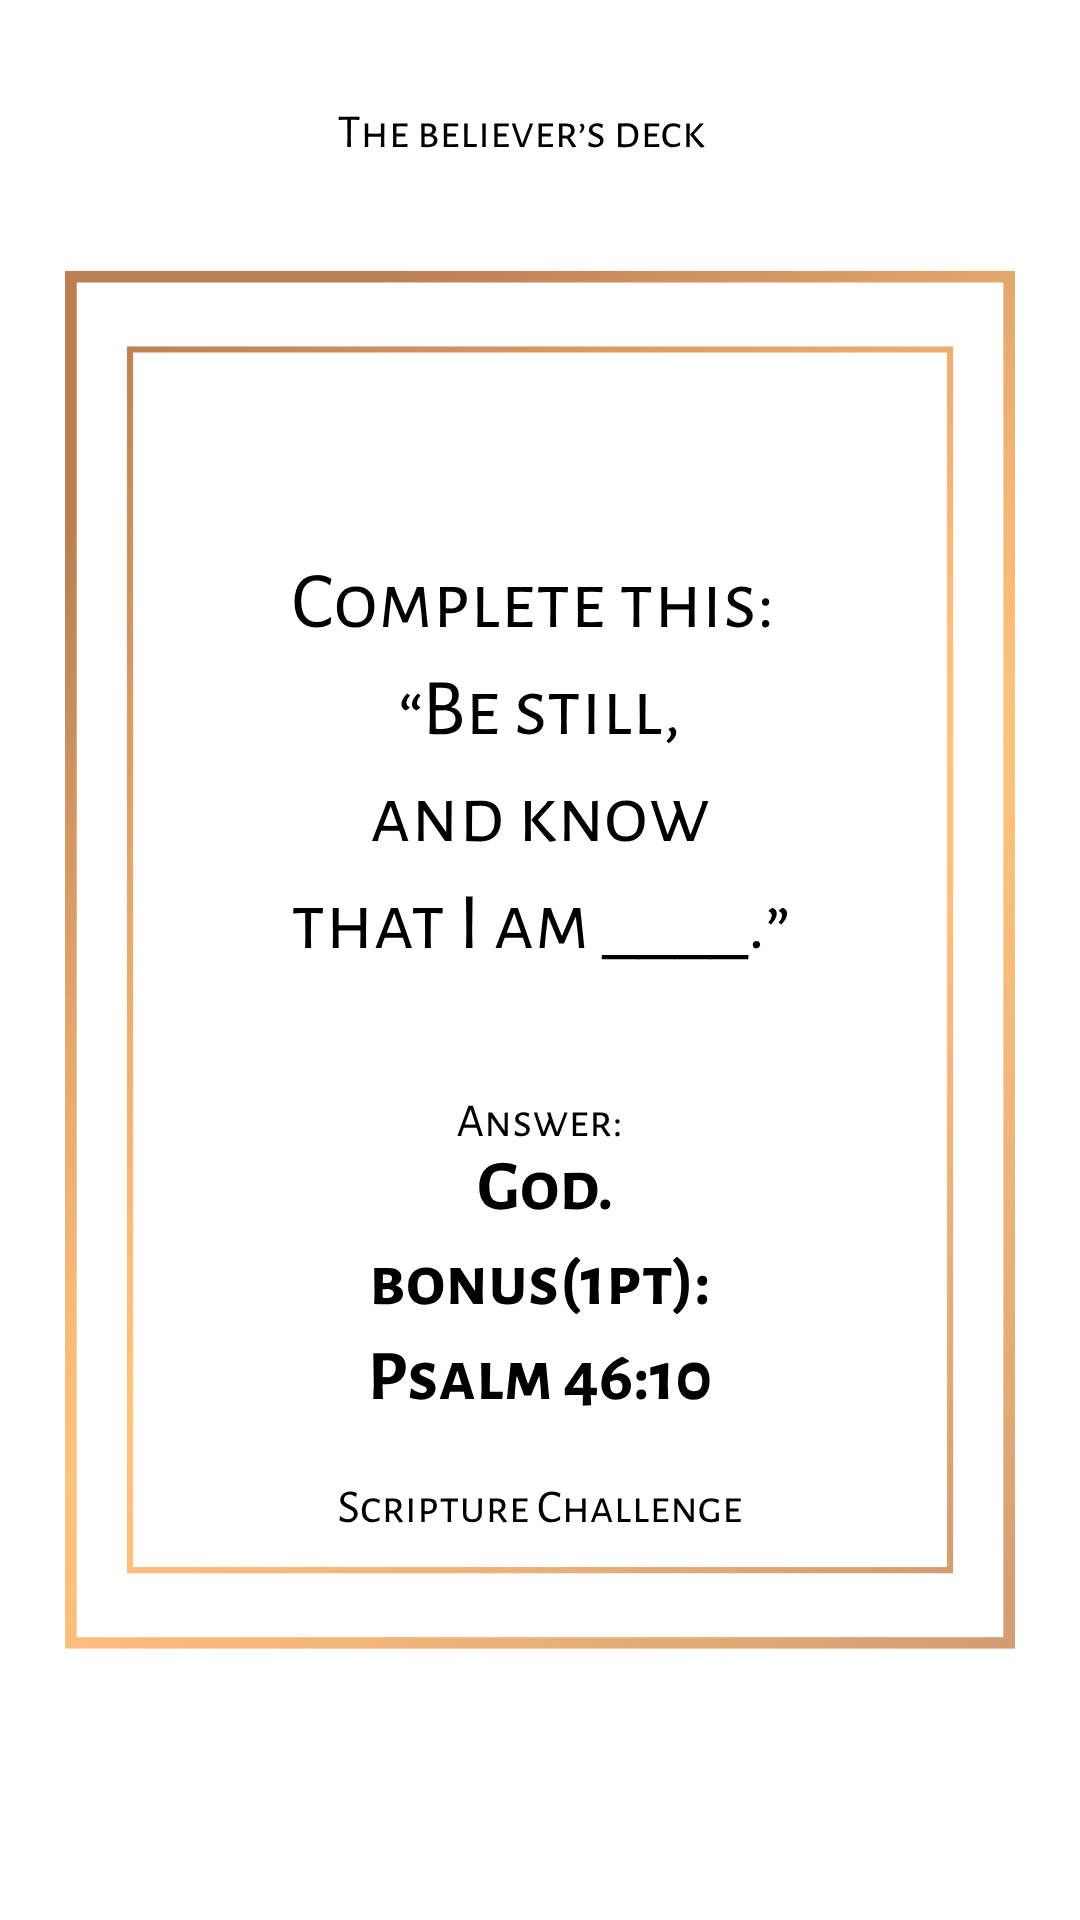 The believer’s deck
Complete this:
“Be still,
and know
that I am ____.”
Answer:
God.
bonus(1pt):
Psalm 46:10
Scripture Challenge